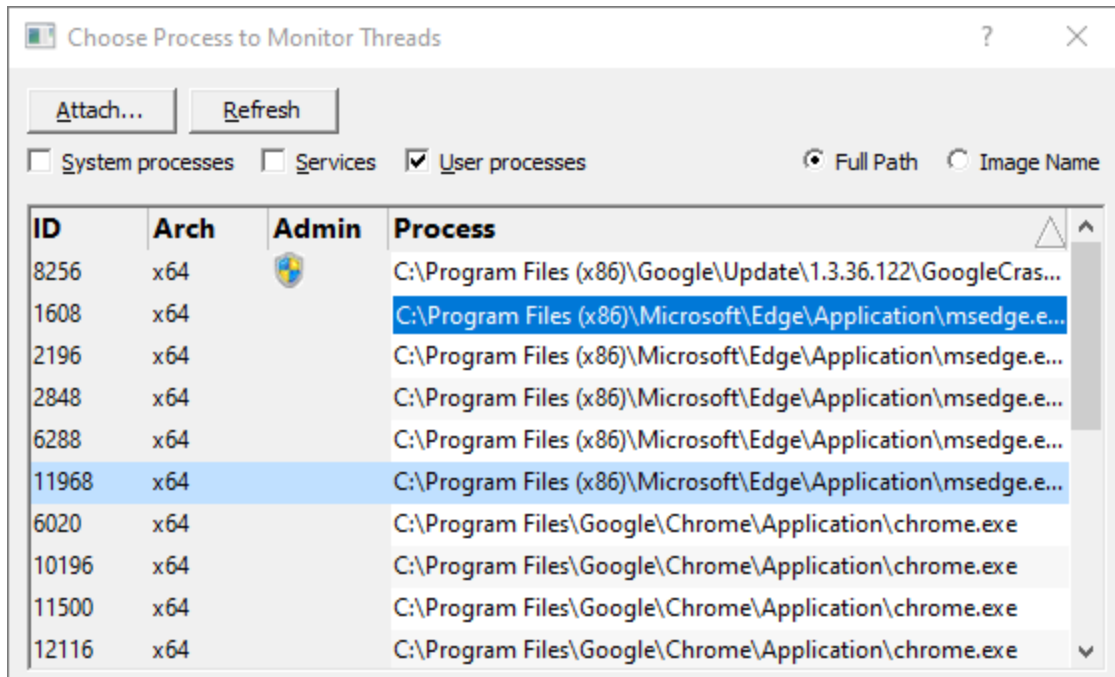 Choose Process to Monitor Threads
Attach... Refresh
System processes Services User processes Full Path Image Name
ID Arch Admin Process
8256 x64 C:\Program Files (x86)\Google\Update\1.3.36.122\GoogleCras...
1608 x64 C:\Program Files (x86)\Microsoft\Edge\Application\msedge.e...
2196 x64 C:\Program Files (x86)\Microsoft\Edge\Application\msedge.e...
2848 x64 C:\Program Files (x86)\Microsoft\Edge\Application\msedge.e...
6288 x64 C:\Program Files (x86)\Microsoft\Edge\Application\msedge.e...
11968 x64 C:\Program Files (x86)\Microsoft\Edge\Application\msedge.e...
6020 x64 C:\Program Files\Google\Chrome\Application\chrome.exe
10196 x64 C:\Program Files\Google\Chrome\Application\chrome.exe
11500 x64 C:\Program Files\Google\Chrome\Application\chrome.exe
12116 x64 C:\Program Files\Google\Chrome\Application\chrome.exe